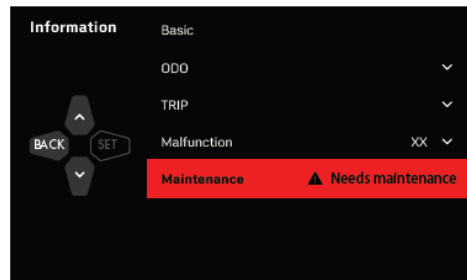 Information
Basic
ODO
TRIP
BACK SET Malfunction XX
Maintenance Needs maintenance